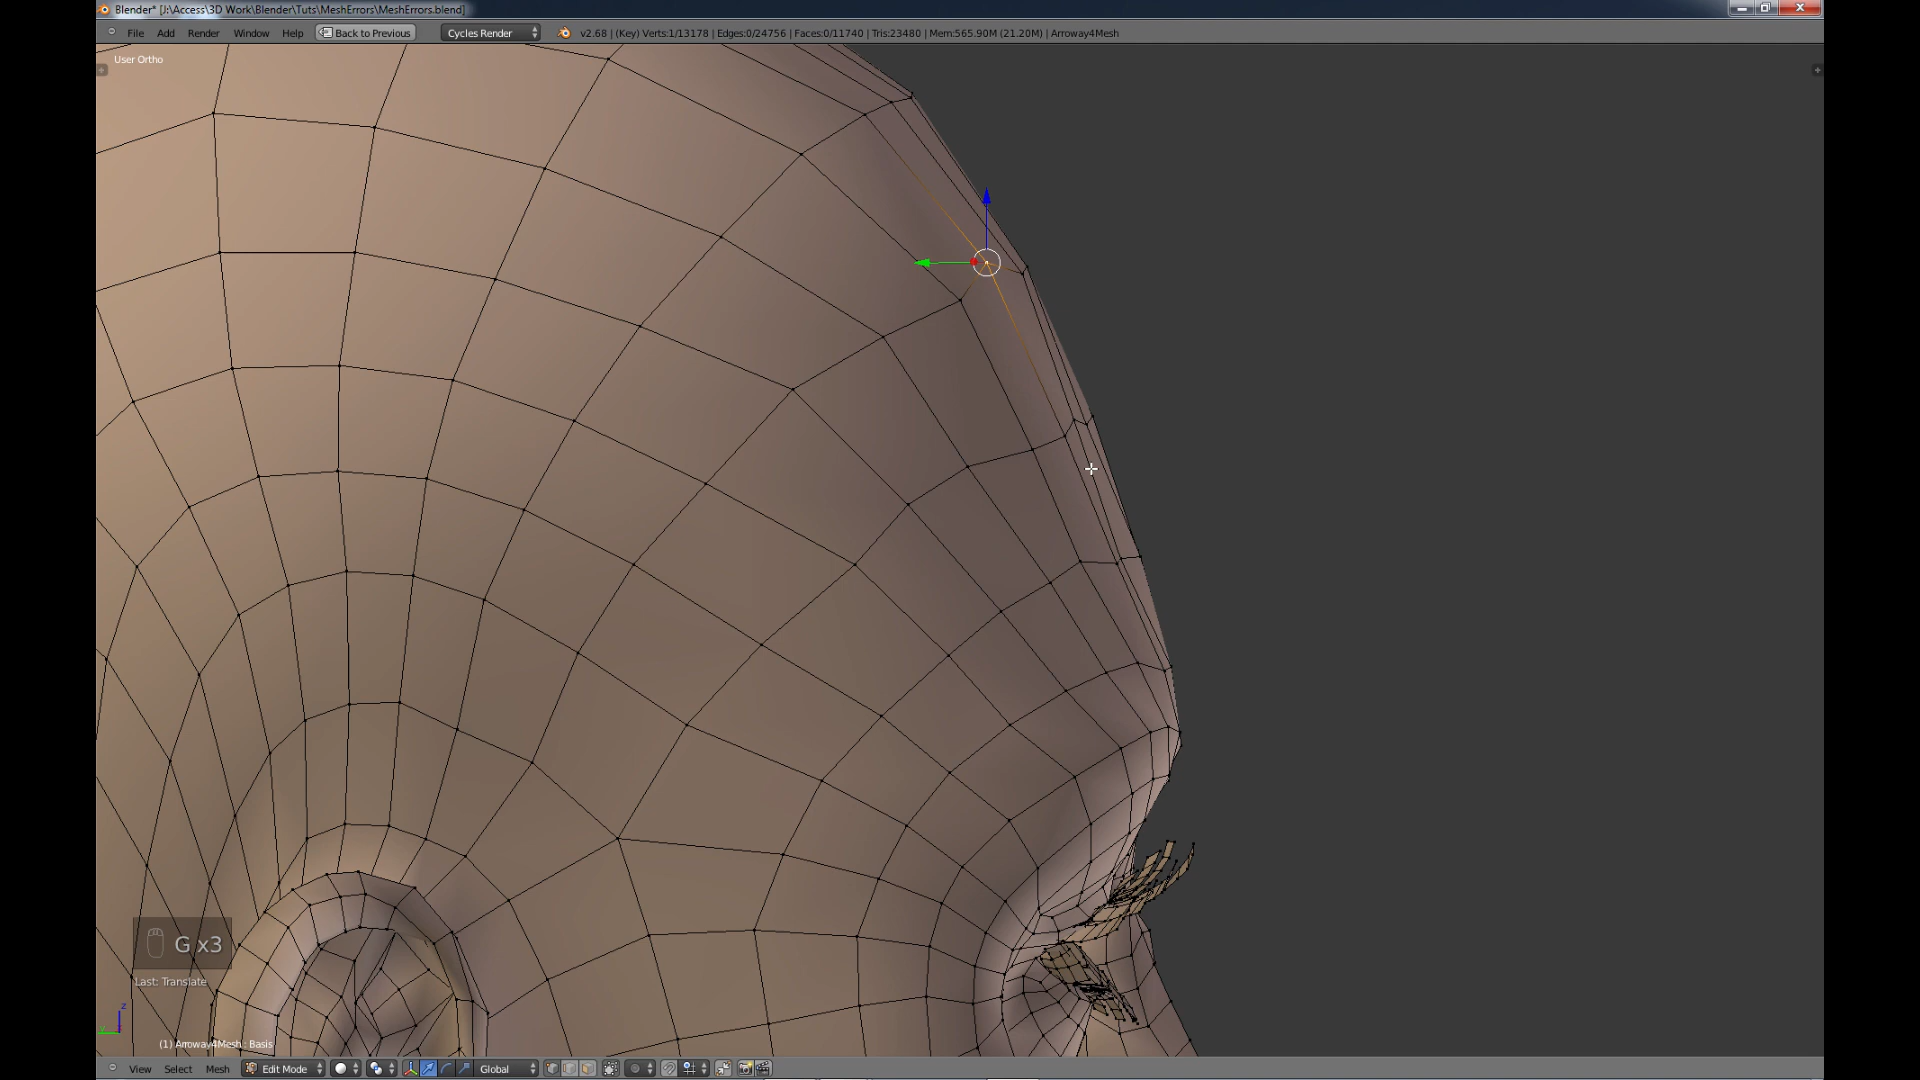 Blender* [J:\Access\3D Work\Blender\Tuts\MeshErrors\MeshErrors.blend]
File Add Render Window Help Back to Previous Cycles Render v2.68 | (Key) Verts:1/13178 | Edges:0/24756 | Faces:0/11740 | Tris:23480 | Mem:565.90M (21.20M) | Arroway4Mesh
User Ortho
G x3
Last: Translate
z
y
(1) Arroway4Mesh : Basis
View Select Mesh Edit Mode Global